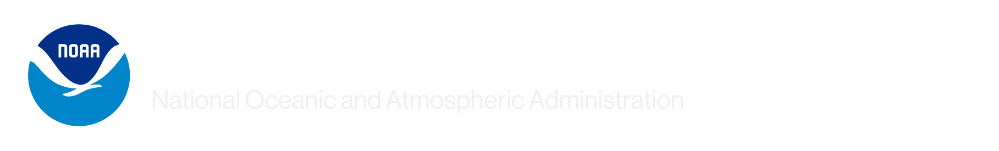 NOAA
National Oceanic and Atmospheric Administration